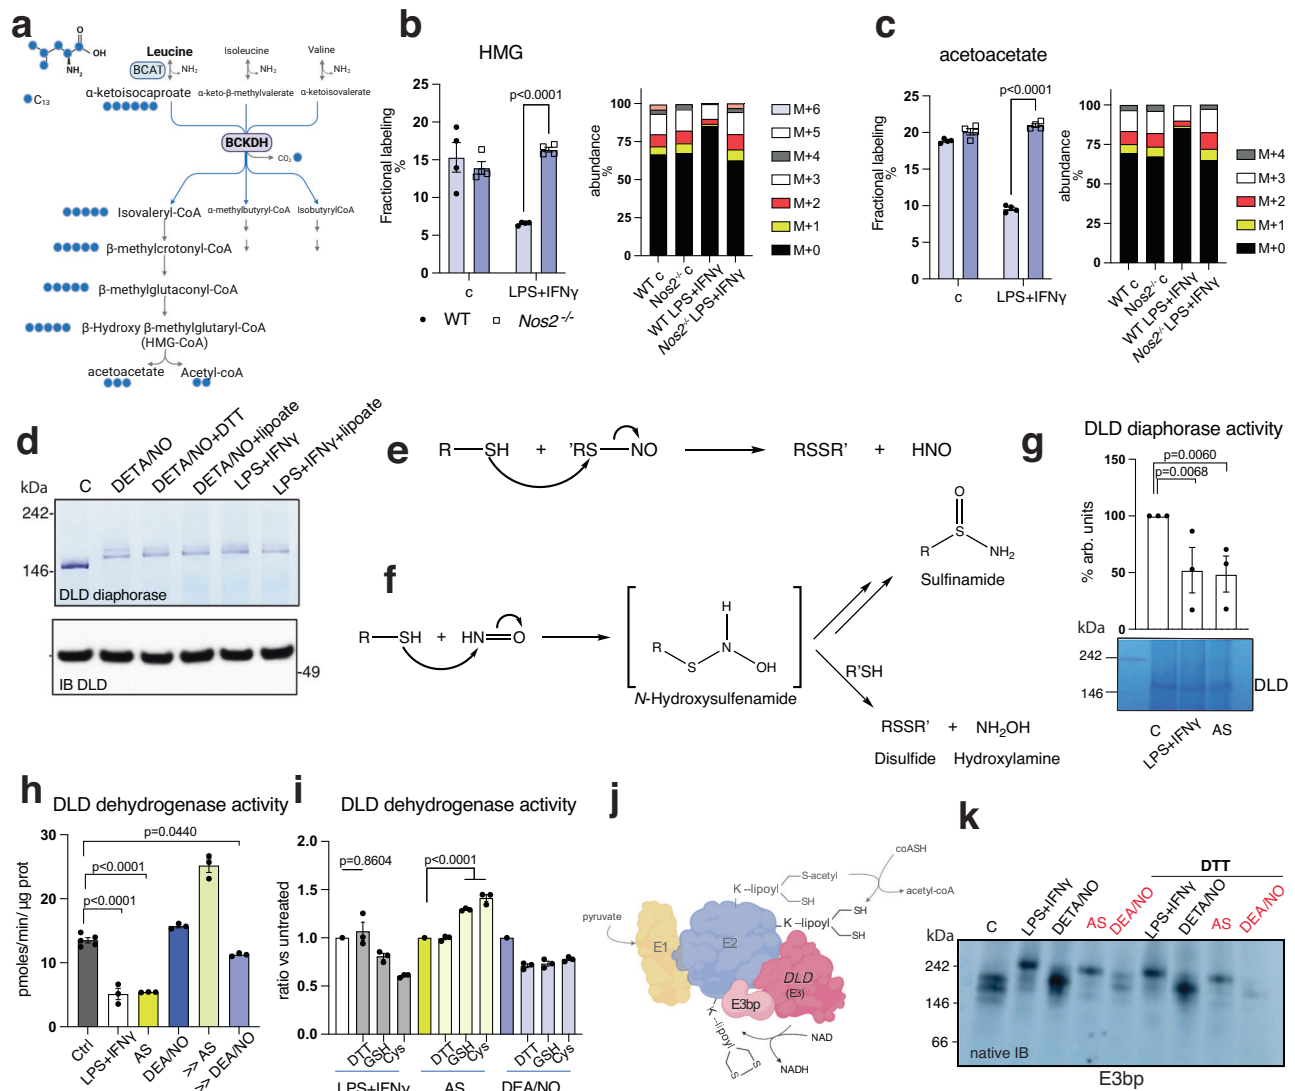 a
O
OH
NH2
C13
Leucine
Isoleucine
Valine
BCAT
NH2
NH2
NH2
α-ketoisocaproate
α-keto-β-methylvalerate
α-ketoisovalerate
BCKDH
CO2
Isovaleryl-CoA
α-methylbutyryl-CoA
IsobutyrylCoA
β-methylcrotonyl-CoA
β-methylglutaconyl-CoA
β-Hydroxy β-methylglutaryl-CoA
(HMG-CoA)
acetoacetate
Acetyl-coA
b
HMG
Fractional labeling
%
25
20
15
10
5
0
p<0.0001
c
LPS+IFNγ
WT
Nos2-/-
abundance
%
100
75
50
25
0
WT c
Nos2-/- c
WT LPS+IFNγ
Nos2-/- LPS+IFNγ
M+6
M+5
M+4
M+3
M+2
M+1
M+0
c
acetoacetate
Fractional labeling
%
25
20
15
10
5
0
p<0.0001
c
LPS+IFNγ
abundance
%
100
75
50
25
0
WT c
Nos2-/- c
WT LPS+IFNγ
Nos2-/- LPS+IFNγ
M+4
M+3
M+2
M+1
M+0
d
kDa
C
DETA/NO
DETA/NO+DTT
DETA/NO+lipoate
LPS+IFNγ
LPS+IFNγ+lipoate
242-
146-
DLD diaphorase
-49
IB DLD
e
R
SH
+
'RS
NO
RSSR'
+
HNO
f
R
SH
+
HN
O
H
R
S
N
OH
N-Hydroxysulfenamide
O
S
R
NH2
Sulfinamide
R'SH
RSSR'
+
NH2OH
Disulfide
Hydroxylamine
g
DLD diaphorase activity
% arb. units
p=0.0060
p=0.0068
150
100
50
0
kDa
242
146
DLD
C
LPS+IFNγ
AS
h
DLD dehydrogenase activity
pmoles/min/ µg prot
30
20
10
0
p=0.0440
p<0.0001
p<0.0001
Ctrl
LPS+IFNγ
AS
DEA/NO
>> AS
>> DEA/NO
i
DLD dehydrogenase activity
ratio vs untreated
2.0
1.5
1.0
0.5
0.0
p=0.8604
p<0.0001
DTT
GSH
Cys
DTT
GSH
Cys
DTT
GSH
Cys
LPS+IFNγ
AS
DEA/NO
j
pyruvate
E1
E2
K –lipoyl
S-acetyl
SH
coASH
acetyl-coA
K –lipoyl
SH
SH
DLD
(E3)
E3bp
K –lipoyl
S
S
NAD
NADH
k
DTT
kDa
C
LPS+IFNγ
DETA/NO
AS
DEA/NO
LPS+IFNγ
DETA/NO
AS
DEA/NO
242
146
66
native IB
E3bp